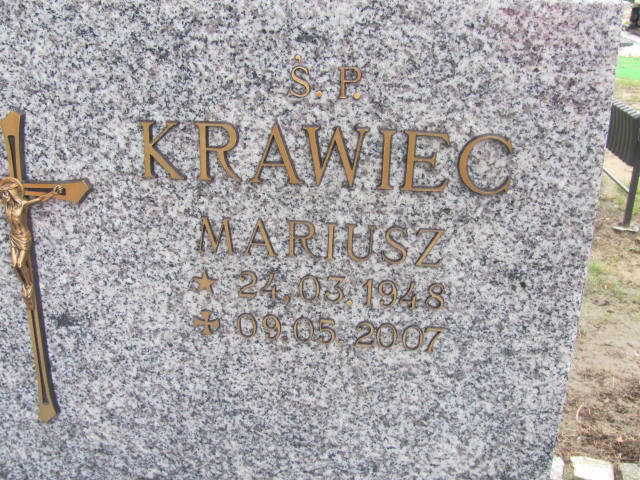 Ś. P.
KRAWIEC
MARIUSZ
★ 24.03.1948
✠ 09.05.2007